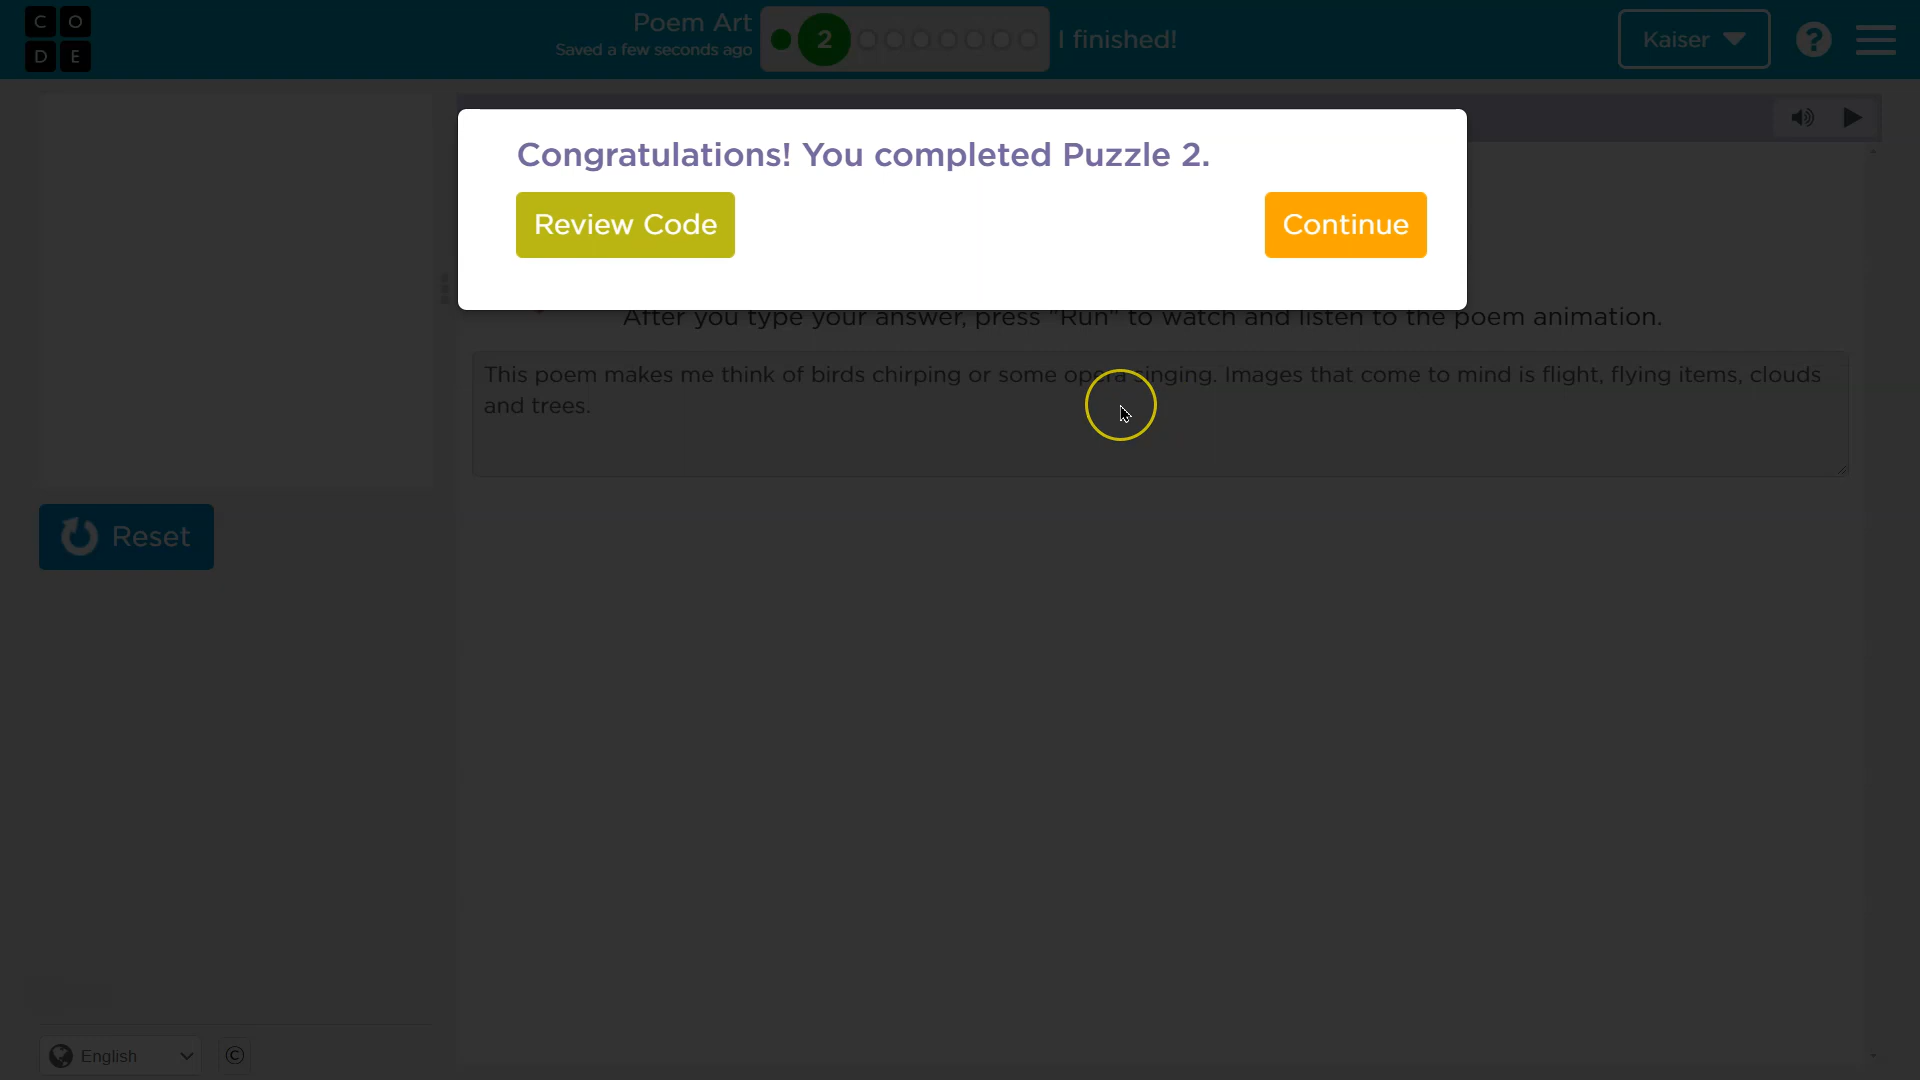 C O
D E
Poem Art
Saved a few seconds ago
2
I finished!
Kaiser
?
Congratulations! You completed Puzzle 2.
Review Code
Continue
After you type your answer, press "Run" to watch and listen to the poem animation.
This poem makes me think of birds chirping or some opera singing. Images that come to mind is flight, flying items, clouds
and trees.
Reset
English
©